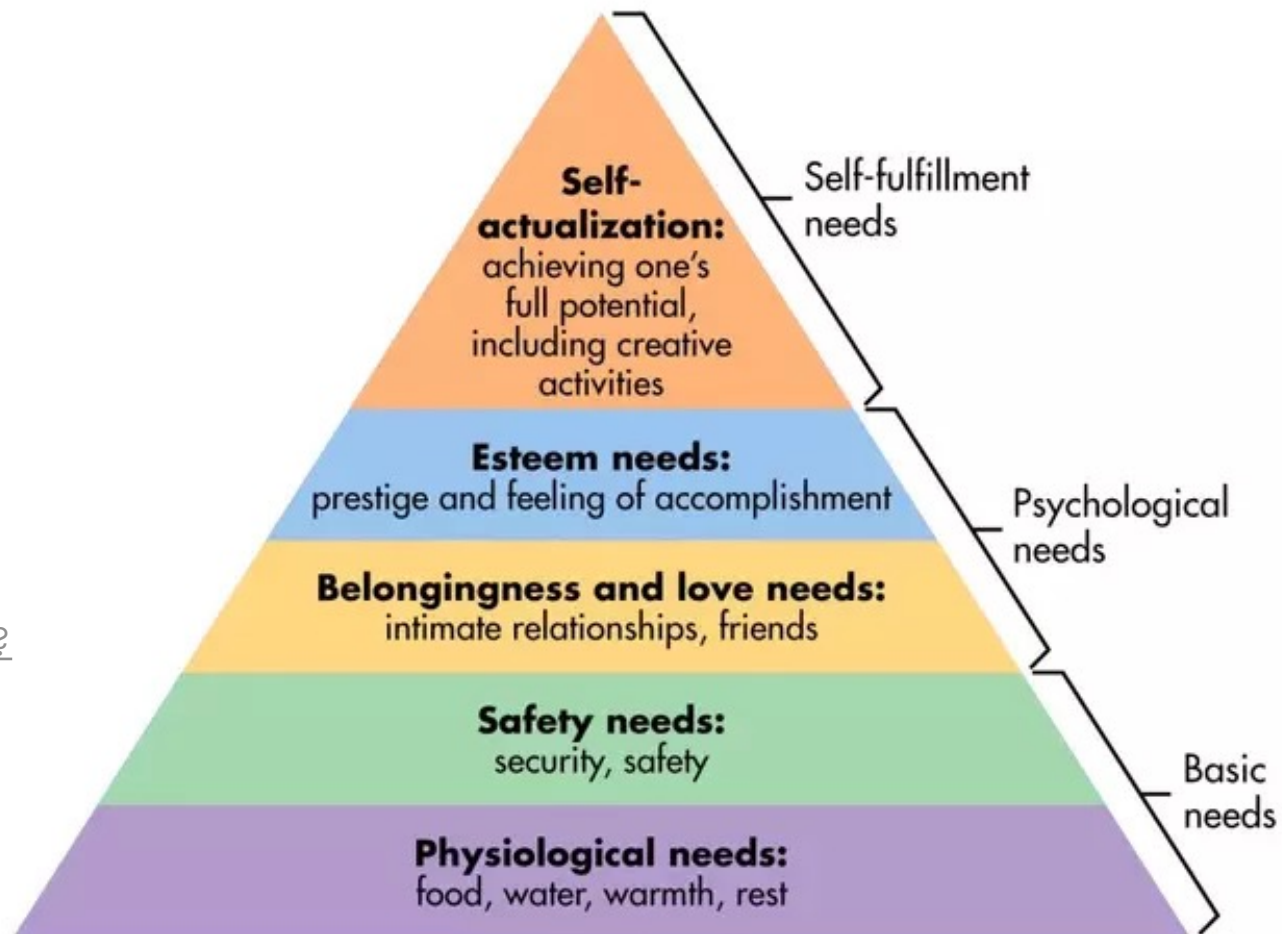 Self-
actualization:
achieving one's
full potential,
including creative
activities
Self-fulfillment
needs
Esteem needs:
prestige and feeling of accomplishment
Psychological
needs
Belongingness and love needs:
intimate relationships, friends
Safety needs:
security, safety
Basic
needs
Physiological needs:
food, water, warmth, rest